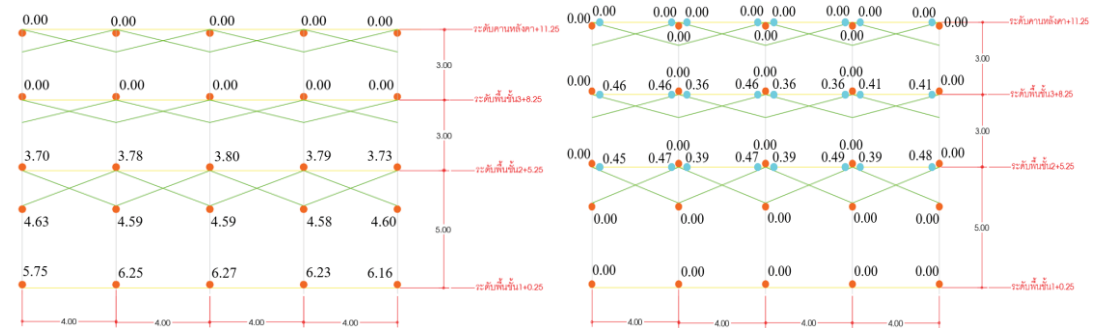 0.00 0.00 0.00 0.00 0.00
ระดับดานหลังคา+11.25
3.00
0.00 0.00 0.00 0.00 0.00
ระดับพื้นชั้น3+8.25
3.00
3.70 3.78 3.80 3.79 3.73
ระดับพื้นชั้น2+5.25
4.63 4.59 4.59 4.58 4.60
5.00
5.75 6.25 6.27 6.23 6.16
ระดับพื้นชั้น1+0.25
4.00 4.00 4.00 4.00
0.00 0.00 0.00 0.00 0.00 0.00 0.00 0.00 0.00 0.00
ระดับดานหลังคา+11.25
0.00 0.00 0.00
3.00
0.00 0.00 0.00 0.00 0.00
0.46 0.46 0.36 0.46 0.36 0.36 0.41 0.41
ระดับพื้นชั้น3+8.25
3.00
0.00 0.00 0.00 0.00 0.00
0.45 0.47 0.39 0.47 0.39 0.49 0.39 0.48
ระดับพื้นชั้น2+5.25
0.00 0.00 0.00 0.00 0.00
5.00
0.00 0.00 0.00 0.00 0.00
ระดับพื้นชั้น1+0.25
4.00 4.00 4.00 4.00